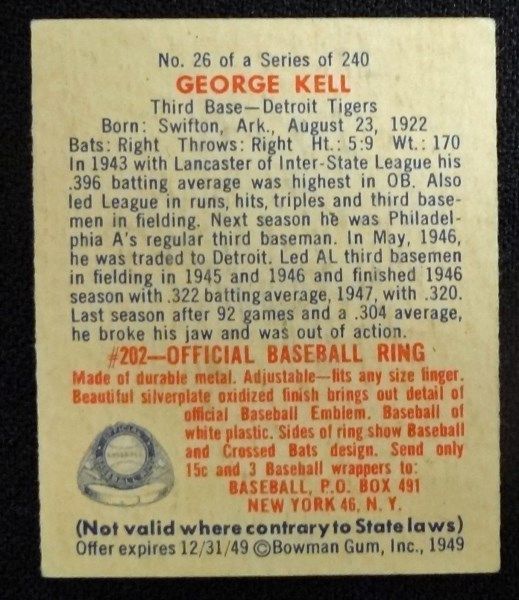 No. 26 of a Series of 240
GEORGE KELL
Third Base—Detroit Tigers
Born: Swifton, Ark., August 23, 1922
Bats: Right Throws: Right Ht.: 5:9 Wt.: 170
In 1943 with Lancaster of Inter-State League his
.396 batting average was highest in OB. Also
led League in runs, hits, triples and third base-
men in fielding. Next season he was Philadel-
phia A's regular third baseman. In May, 1946,
he was traded to Detroit. Led AL third basemen
in fielding in 1945 and 1946 and finished 1946
season with .322 batting average, 1947, with .320.
Last season after 92 games and a .304 average,
he broke his jaw and was out of action.
#202—OFFICIAL BASEBALL RING
Made of durable metal. Adjustable—fits any size finger.
Beautiful silverplate oxidized finish brings out detail of
official Baseball Emblem. Baseball of
white plastic. Sides of ring show Baseball
and Crossed Bats design. Send only
15c and 3 Baseball wrappers to:
BASEBALL, P.O. BOX 491
NEW YORK 46, N. Y.
(Not valid where contrary to State laws)
Offer expires 12/31/49 ©Bowman Gum, Inc., 1949